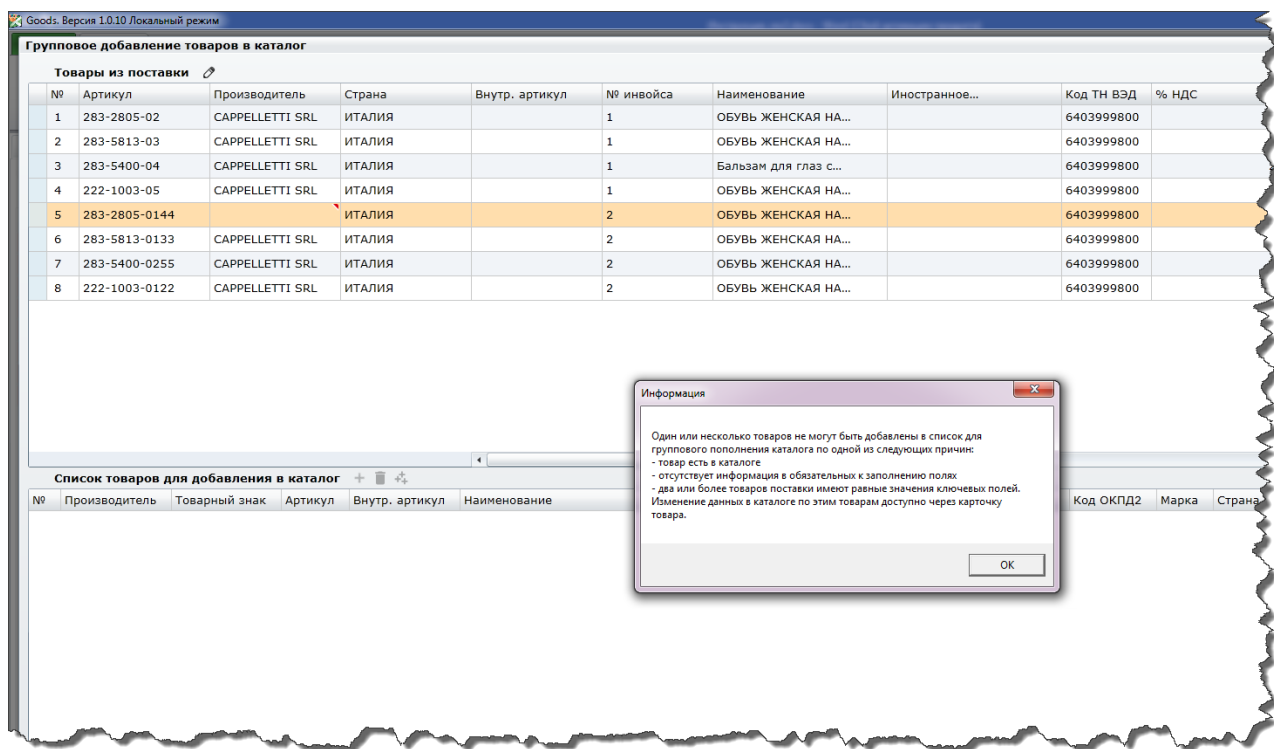 Goods. Версия 1.0.10 Локальный режим
Групповое добавление товаров в каталог
Товары из поставки
№ Артикул Производитель Страна Внутр. артикул № инвойса Наименование Иностранное... Код ТН ВЭД % НДС
1 283-2805-02 CAPPELLETTI SRL ИТАЛИЯ 1 ОБУВЬ ЖЕНСКАЯ НА... 6403999800
2 283-5813-03 CAPPELLETTI SRL ИТАЛИЯ 1 ОБУВЬ ЖЕНСКАЯ НА... 6403999800
3 283-5400-04 CAPPELLETTI SRL ИТАЛИЯ 1 Бальзам для глаз с... 6403999800
4 222-1003-05 CAPPELLETTI SRL ИТАЛИЯ 1 ОБУВЬ ЖЕНСКАЯ НА... 6403999800
5 283-2805-0144 ИТАЛИЯ 2 ОБУВЬ ЖЕНСКАЯ НА... 6403999800
6 283-5813-0133 CAPPELLETTI SRL ИТАЛИЯ 2 ОБУВЬ ЖЕНСКАЯ НА... 6403999800
7 283-5400-0255 CAPPELLETTI SRL ИТАЛИЯ 2 ОБУВЬ ЖЕНСКАЯ НА... 6403999800
8 222-1003-0122 CAPPELLETTI SRL ИТАЛИЯ 2 ОБУВЬ ЖЕНСКАЯ НА... 6403999800
Информация
Один или несколько товаров не могут быть добавлены в список для
группового пополнения каталога по одной из следующих причин:
- товар есть в каталоге
- отсутствует информация в обязательных к заполнению полях
- два или более товаров поставки имеют равные значения ключевых полей.
Изменение данных в каталоге по этим товарам доступно через карточку
товара.
OK
Список товаров для добавления в каталог
№ Производитель Товарный знак Артикул Внутр. артикул Наименование Код ОКПД2 Марка Страна